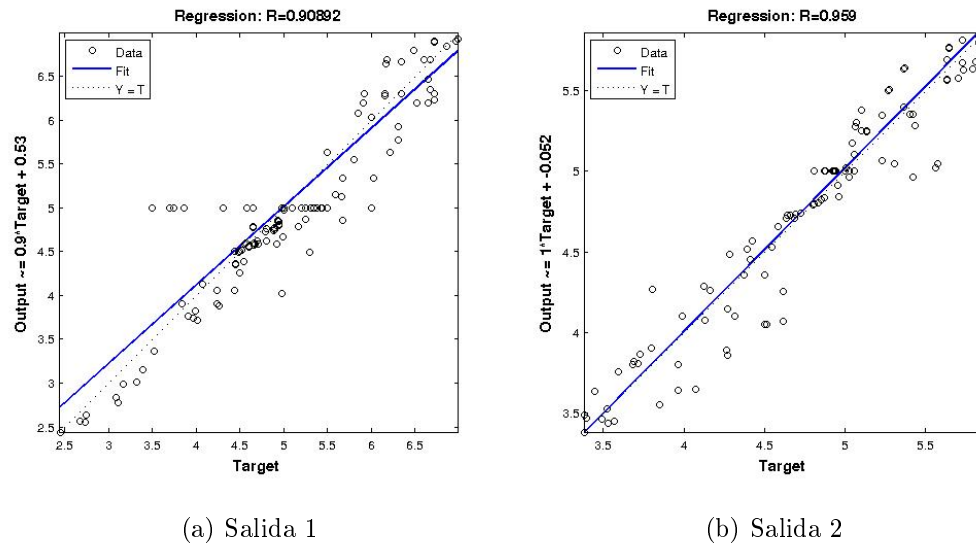 Regression: R=0.90892
Output ~= 0.9*Target + 0.53
Data
Fit
Y = T
6.5
6
5.5
5
4.5
4
3.5
3
2.5
2.5 3 3.5 4 4.5 5 5.5 6 6.5
Target
(a) Salida 1
Regression: R=0.959
Output ~= 1*Target + -0.052
Data
Fit
Y = T
5.5
5
4.5
4
3.5
3.5 4 4.5 5 5.5
Target
(b) Salida 2